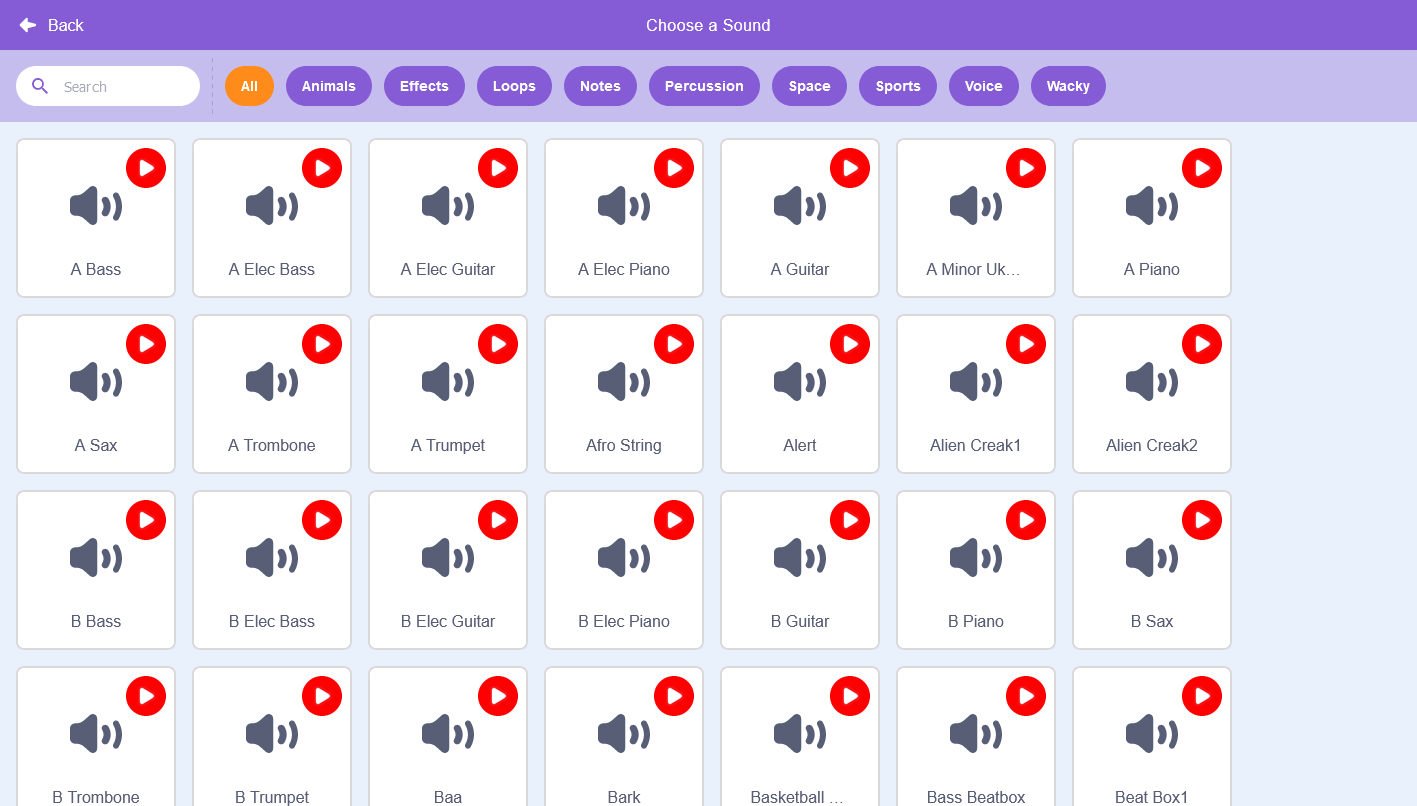 Back
Choose a Sound
Search
All
Animals
Effects
Loops
Notes
Percussion
Space
Sports
Voice
Wacky
A Bass
A Elec Bass
A Elec Guitar
A Elec Piano
A Guitar
A Minor Uk…
A Piano
A Sax
A Trombone
A Trumpet
Afro String
Alert
Alien Creak1
Alien Creak2
B Bass
B Elec Bass
B Elec Guitar
B Elec Piano
B Guitar
B Piano
B Sax
B Trombone
B Trumpet
Baa
Bark
Basketball …
Bass Beatbox
Beat Box1